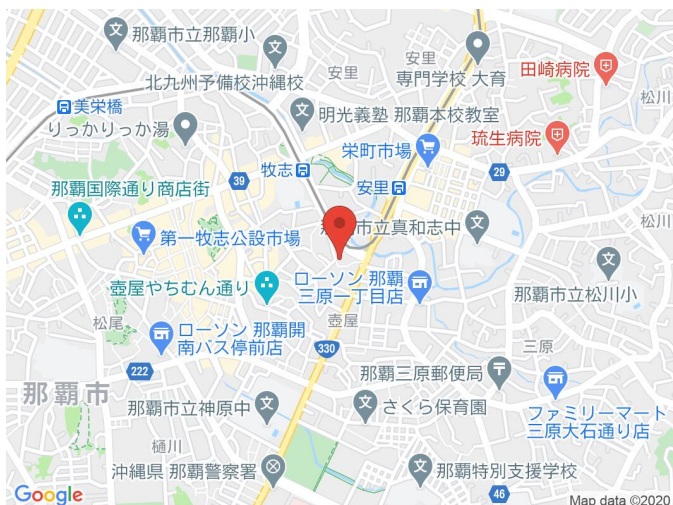 那覇市立那覇小
安里
北九州予備校沖縄校
安里
専門学校 大育
田崎病院
松川
美栄橋
明光義塾 那覇本校教室
りっかりっか湯
琉生病院
栄町市場
牧志
39
安里
29
那覇国際通り商店街
松川
第一牧志公設市場
市立真和志中
壺屋やちむん通り
ローソン 那覇
三原一丁目店
那覇市立松川小
松尾
壺屋
ローソン 那覇開
南バス停前店
330
三原
222
那覇三原郵便局
那覇市
那覇市立神原中
さくら保育園
ファミリーマート
三原大石通り店
樋川
沖縄県 那覇警察署
那覇特別支援学校
46
Google
Map data ©2020